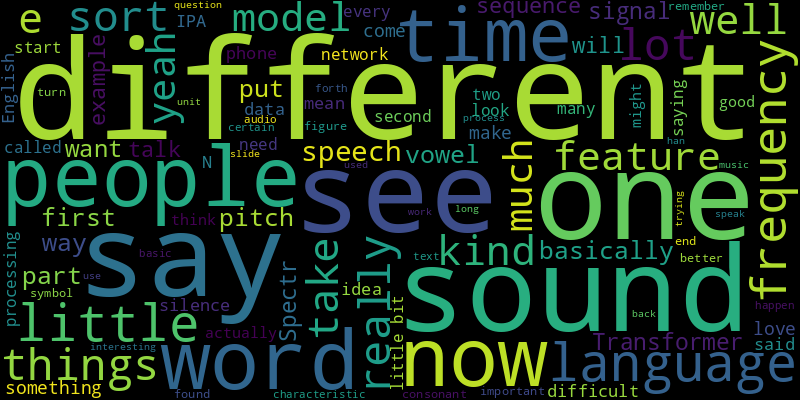 question
e
sort
IPA
model
every
come
time
sequence
signal
remember
well
start
English
example
yeah
phone
network
will
lot
different
turn
unit
put
data
audio
certain
need
mean
forth
figure
second
two
look
process
make
many
might
saying
good
han
music
frequency
called
want
talk
N
slide
speech
vowel
much
feature
people
see
used
work
long
one
trying
speak
first
think
pitch
way
say
basic
use
take
really
text
kind
basically
end
better
processing
part
symbol
silence
Spectr
idea
little bit
sound
back
happen
little
actually
interesting
Transformer
love
said
things
word
now
language
something
found
characteristic
consonant
important
difficult